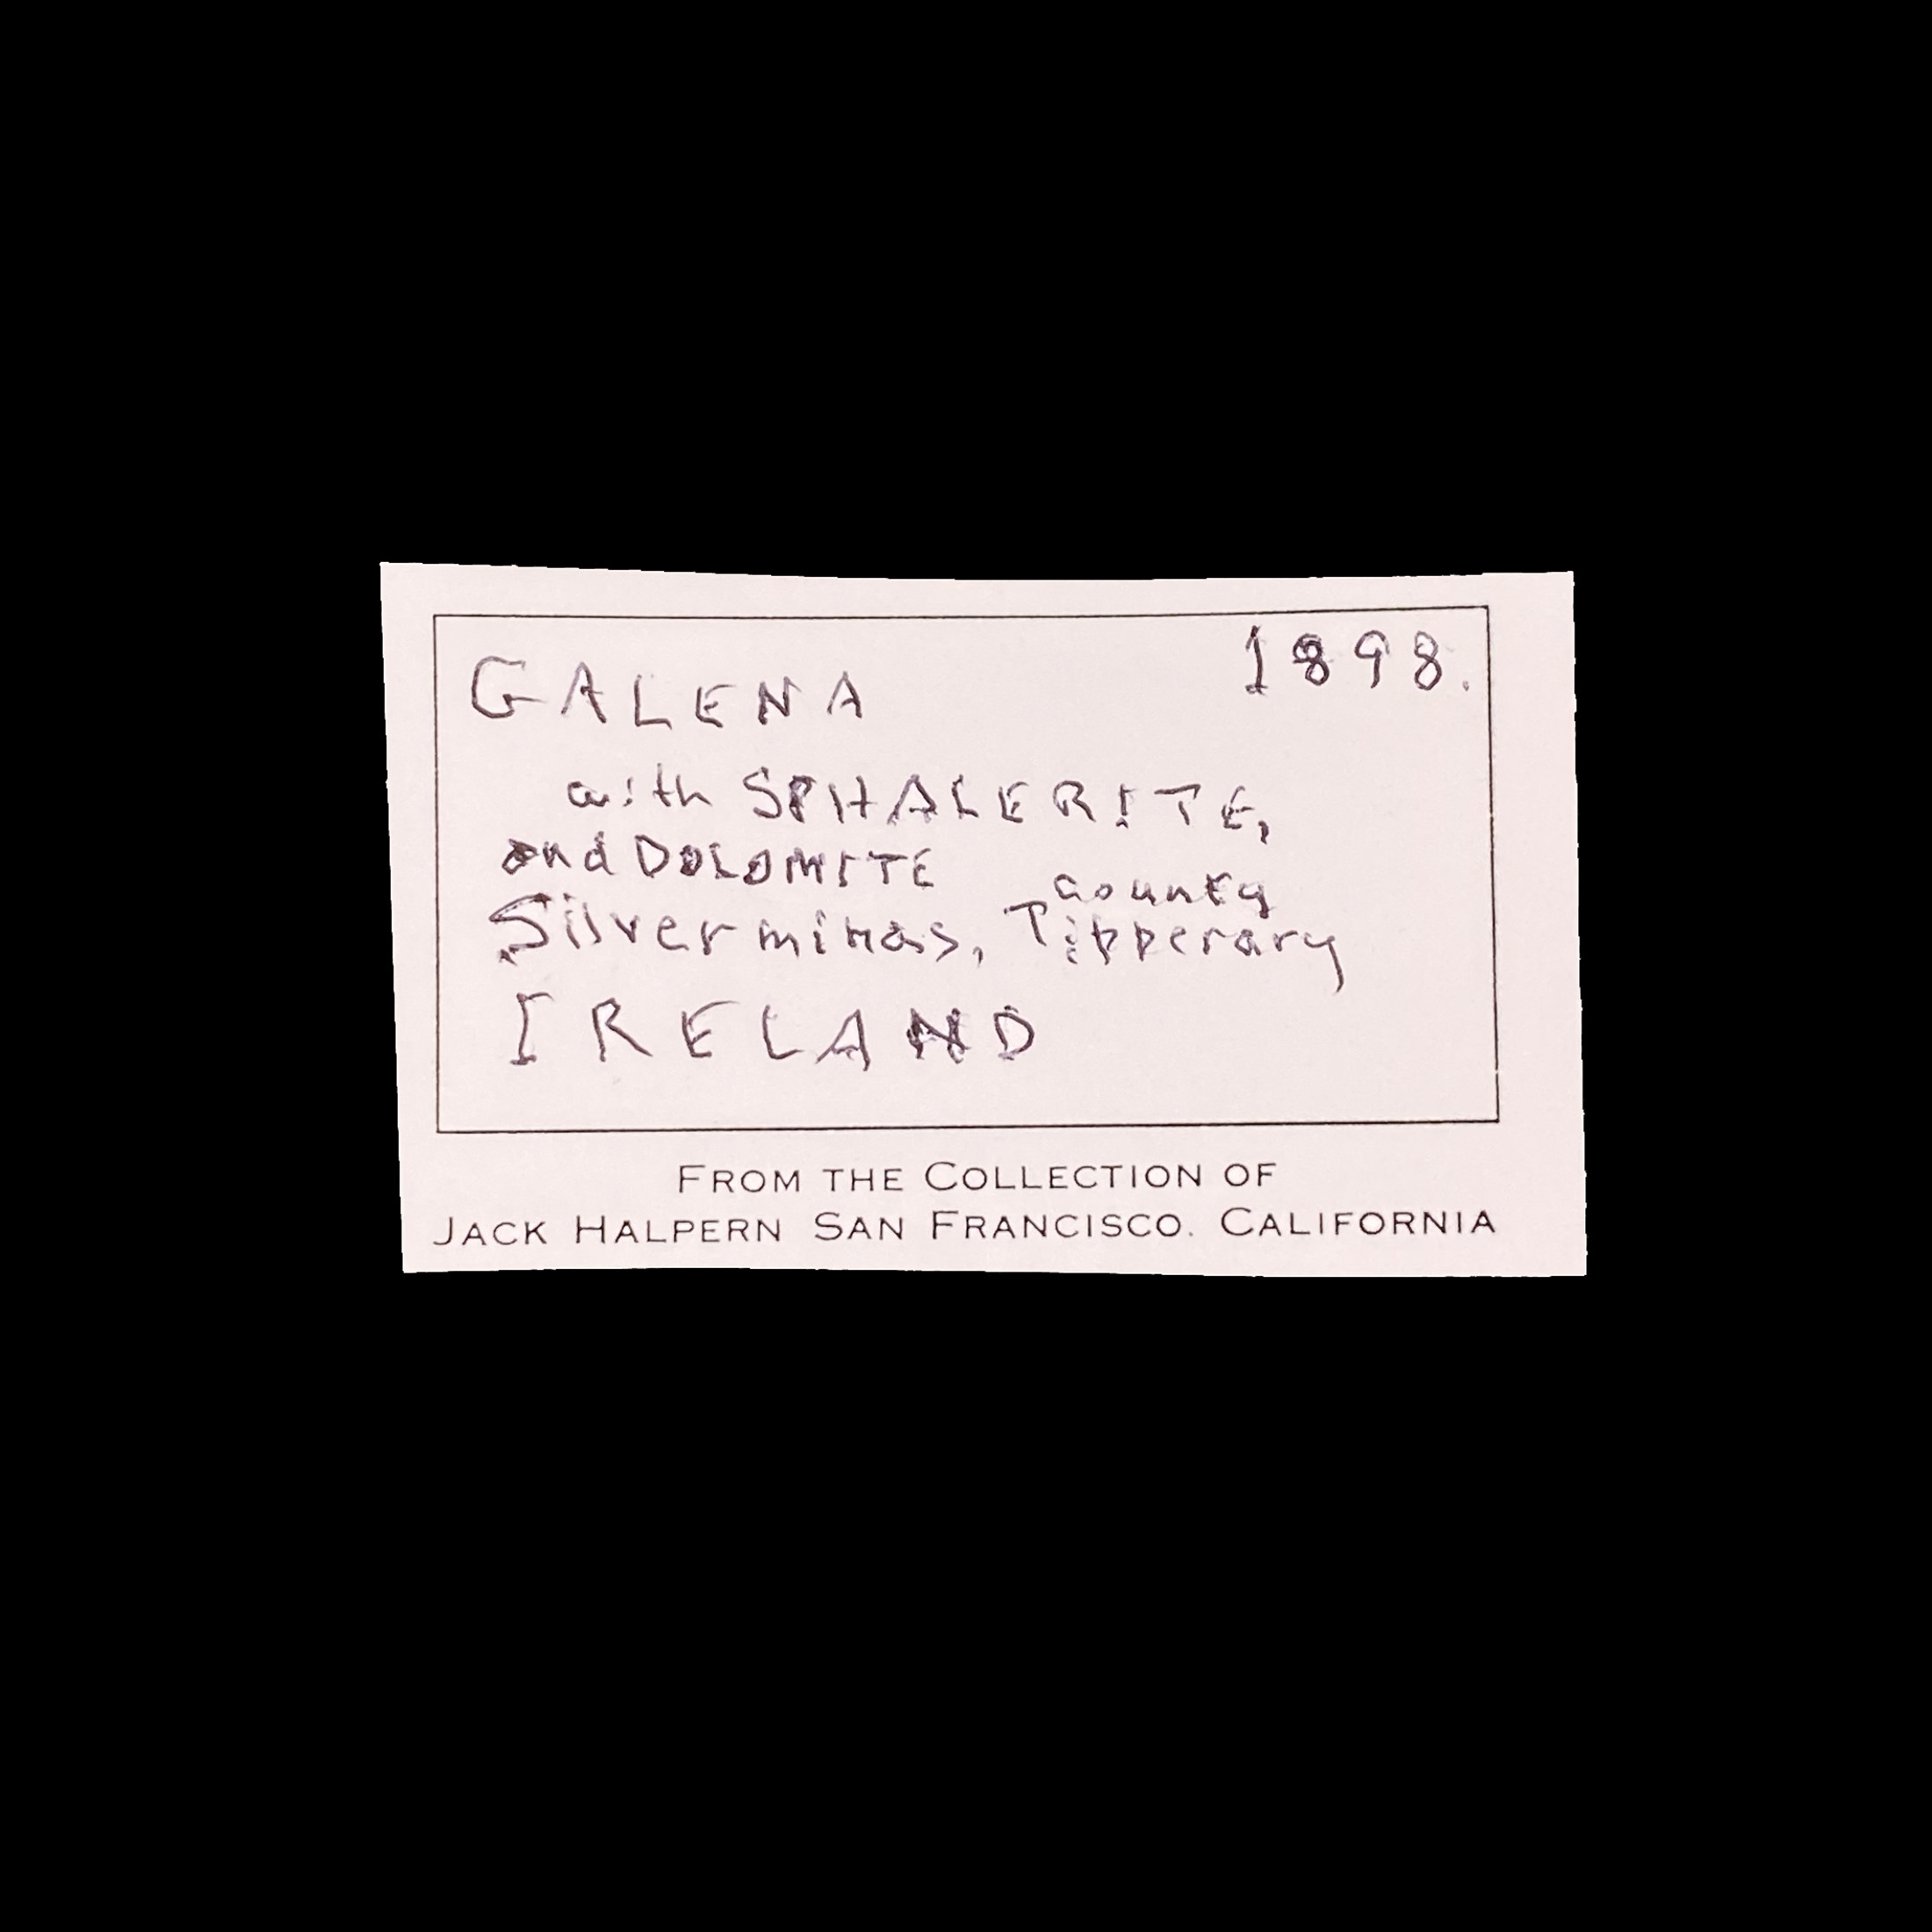 GALENA 1898.
with SPHALERITE,
and DOLOMITE
county
Silvermines, Tipperary
IRELAND
FROM THE COLLECTION OF
JACK HALPERN SAN FRANCISCO. CALIFORNIA